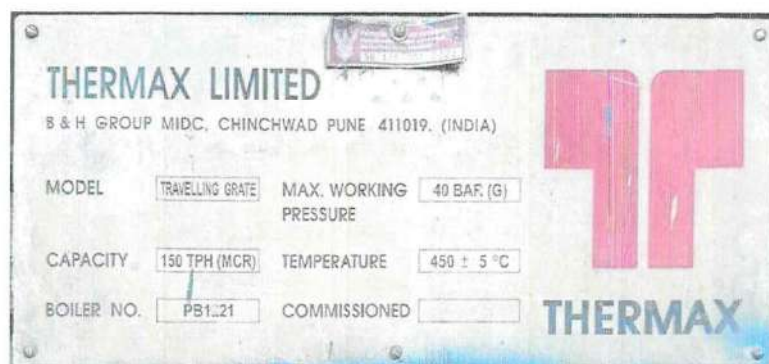 THERMAX LIMITED
B & H GROUP MIDC, CHINCHWAD PUNE 411019. (INDIA)
MODEL TRAVELLING GRATE MAX. WORKING PRESSURE 40 BAR (G)
CAPACITY 150 TPH (MCR) TEMPERATURE 450 ± 5 °C
BOILER NO. COMMISSIONED
THERMAX